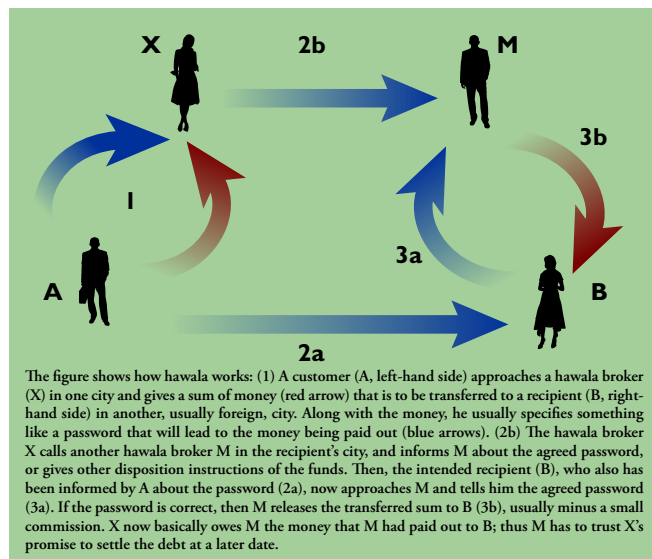 X
2b
M
3b
1
3a
A
B
2a
The figure shows how hawala works: (1) A customer (A, left-hand side) approaches a hawala broker
(X) in one city and gives a sum of money (red arrow) that is to be transferred to a recipient (B, right-
hand side) in another, usually foreign, city. Along with the money, he usually specifies something
like a password that will lead to the money being paid out (blue arrows). (2b) The hawala broker
X calls another hawala broker M in the recipient's city, and informs M about the agreed password,
or gives other disposition instructions of the funds. Then, the intended recipient (B), who also has
been informed by A about the password (2a), now approaches M and tells him the agreed password
(3a). If the password is correct, then M releases the transferred sum to B (3b), usually minus a small
commission. X now basically owes M the money that M had paid out to B; thus M has to trust X's
promise to settle the debt at a later date.